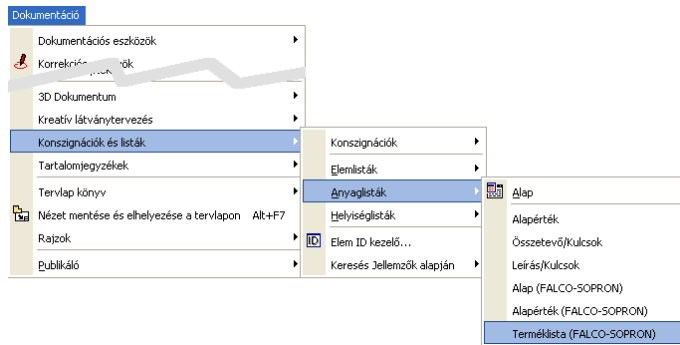 Dokumentáció
Dokumentációs eszközök
Korrekciós
3D Dokumentum
Kreatív látványtervezés
Konszignációk és listák
Tartalomjegyzékek
Tervlap könyv
Nézet mentése és elhelyezése a tervlapon Alt+F7
Rajzok
Publikáló
Konszignációk
Elemlisták
Anyaglisták
Helyiséglisták
ID Elem ID kezelő...
Keresés Jellemzők alapján
Alap
Alapérték
Összetevő/Kulcsok
Leírás/Kulcsok
Alap (FALCO-SOPRON)
Alapérték (FALCO-SOPRON)
Terméklista (FALCO-SOPRON)